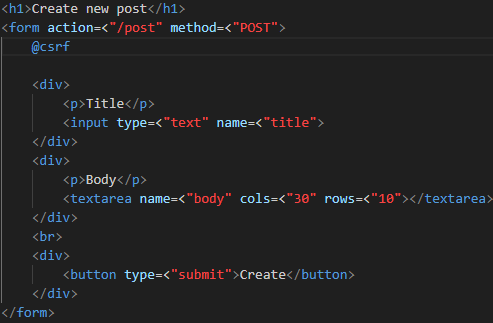 <h1>Create new post</h1>
<form action=<"/post" method=<"POST">
@csrf
<div>
<p>Title</p>
<input type=<"text" name=<"title">
</div>
<div>
<p>Body</p>
<textarea name=<"body" cols=<"30" rows=<"10"></textarea>
</div>
<br>
<div>
<button type=<"submit">Create</button>
</div>
</form>